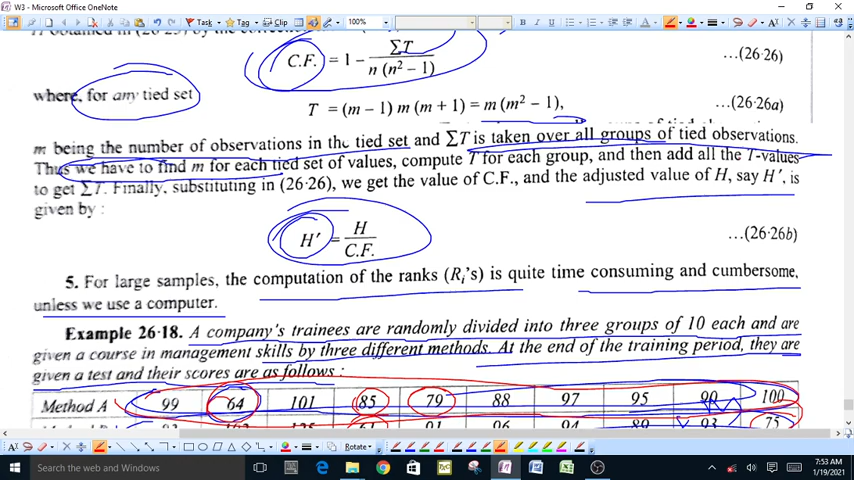 W3 - Microsoft Office OneNote
Task Tag Clip 100%
C.F. = 1 - ΣT / n (n² - 1) ...(26·26)
where, for any tied set
T = (m - 1) m (m + 1) = m (m² - 1), ...(26·26a)
m being the number of observations in the tied set and ΣT is taken over all groups of tied observations.
Thus we have to find m for each tied set of values, compute T for each group, and then add all the T-values
to get ΣT. Finally, substituting in (26·26), we get the value of C.F., and the adjusted value of H, say H', is
given by :
H' = H / C.F. ...(26·26b)
5. For large samples, the computation of the ranks (Rᵢ's) is quite time consuming and cumbersome,
unless we use a computer.
Example 26·18. A company's trainees are randomly divided into three groups of 10 each and are
given a course in management skills by three different methods. At the end of the training period, they are
given a test and their scores are as follows :
Method A 99 64 101 85 79 88 97 95 90 100
75
Rotate
Search the web and Windows
7:53 AM
1/19/2021